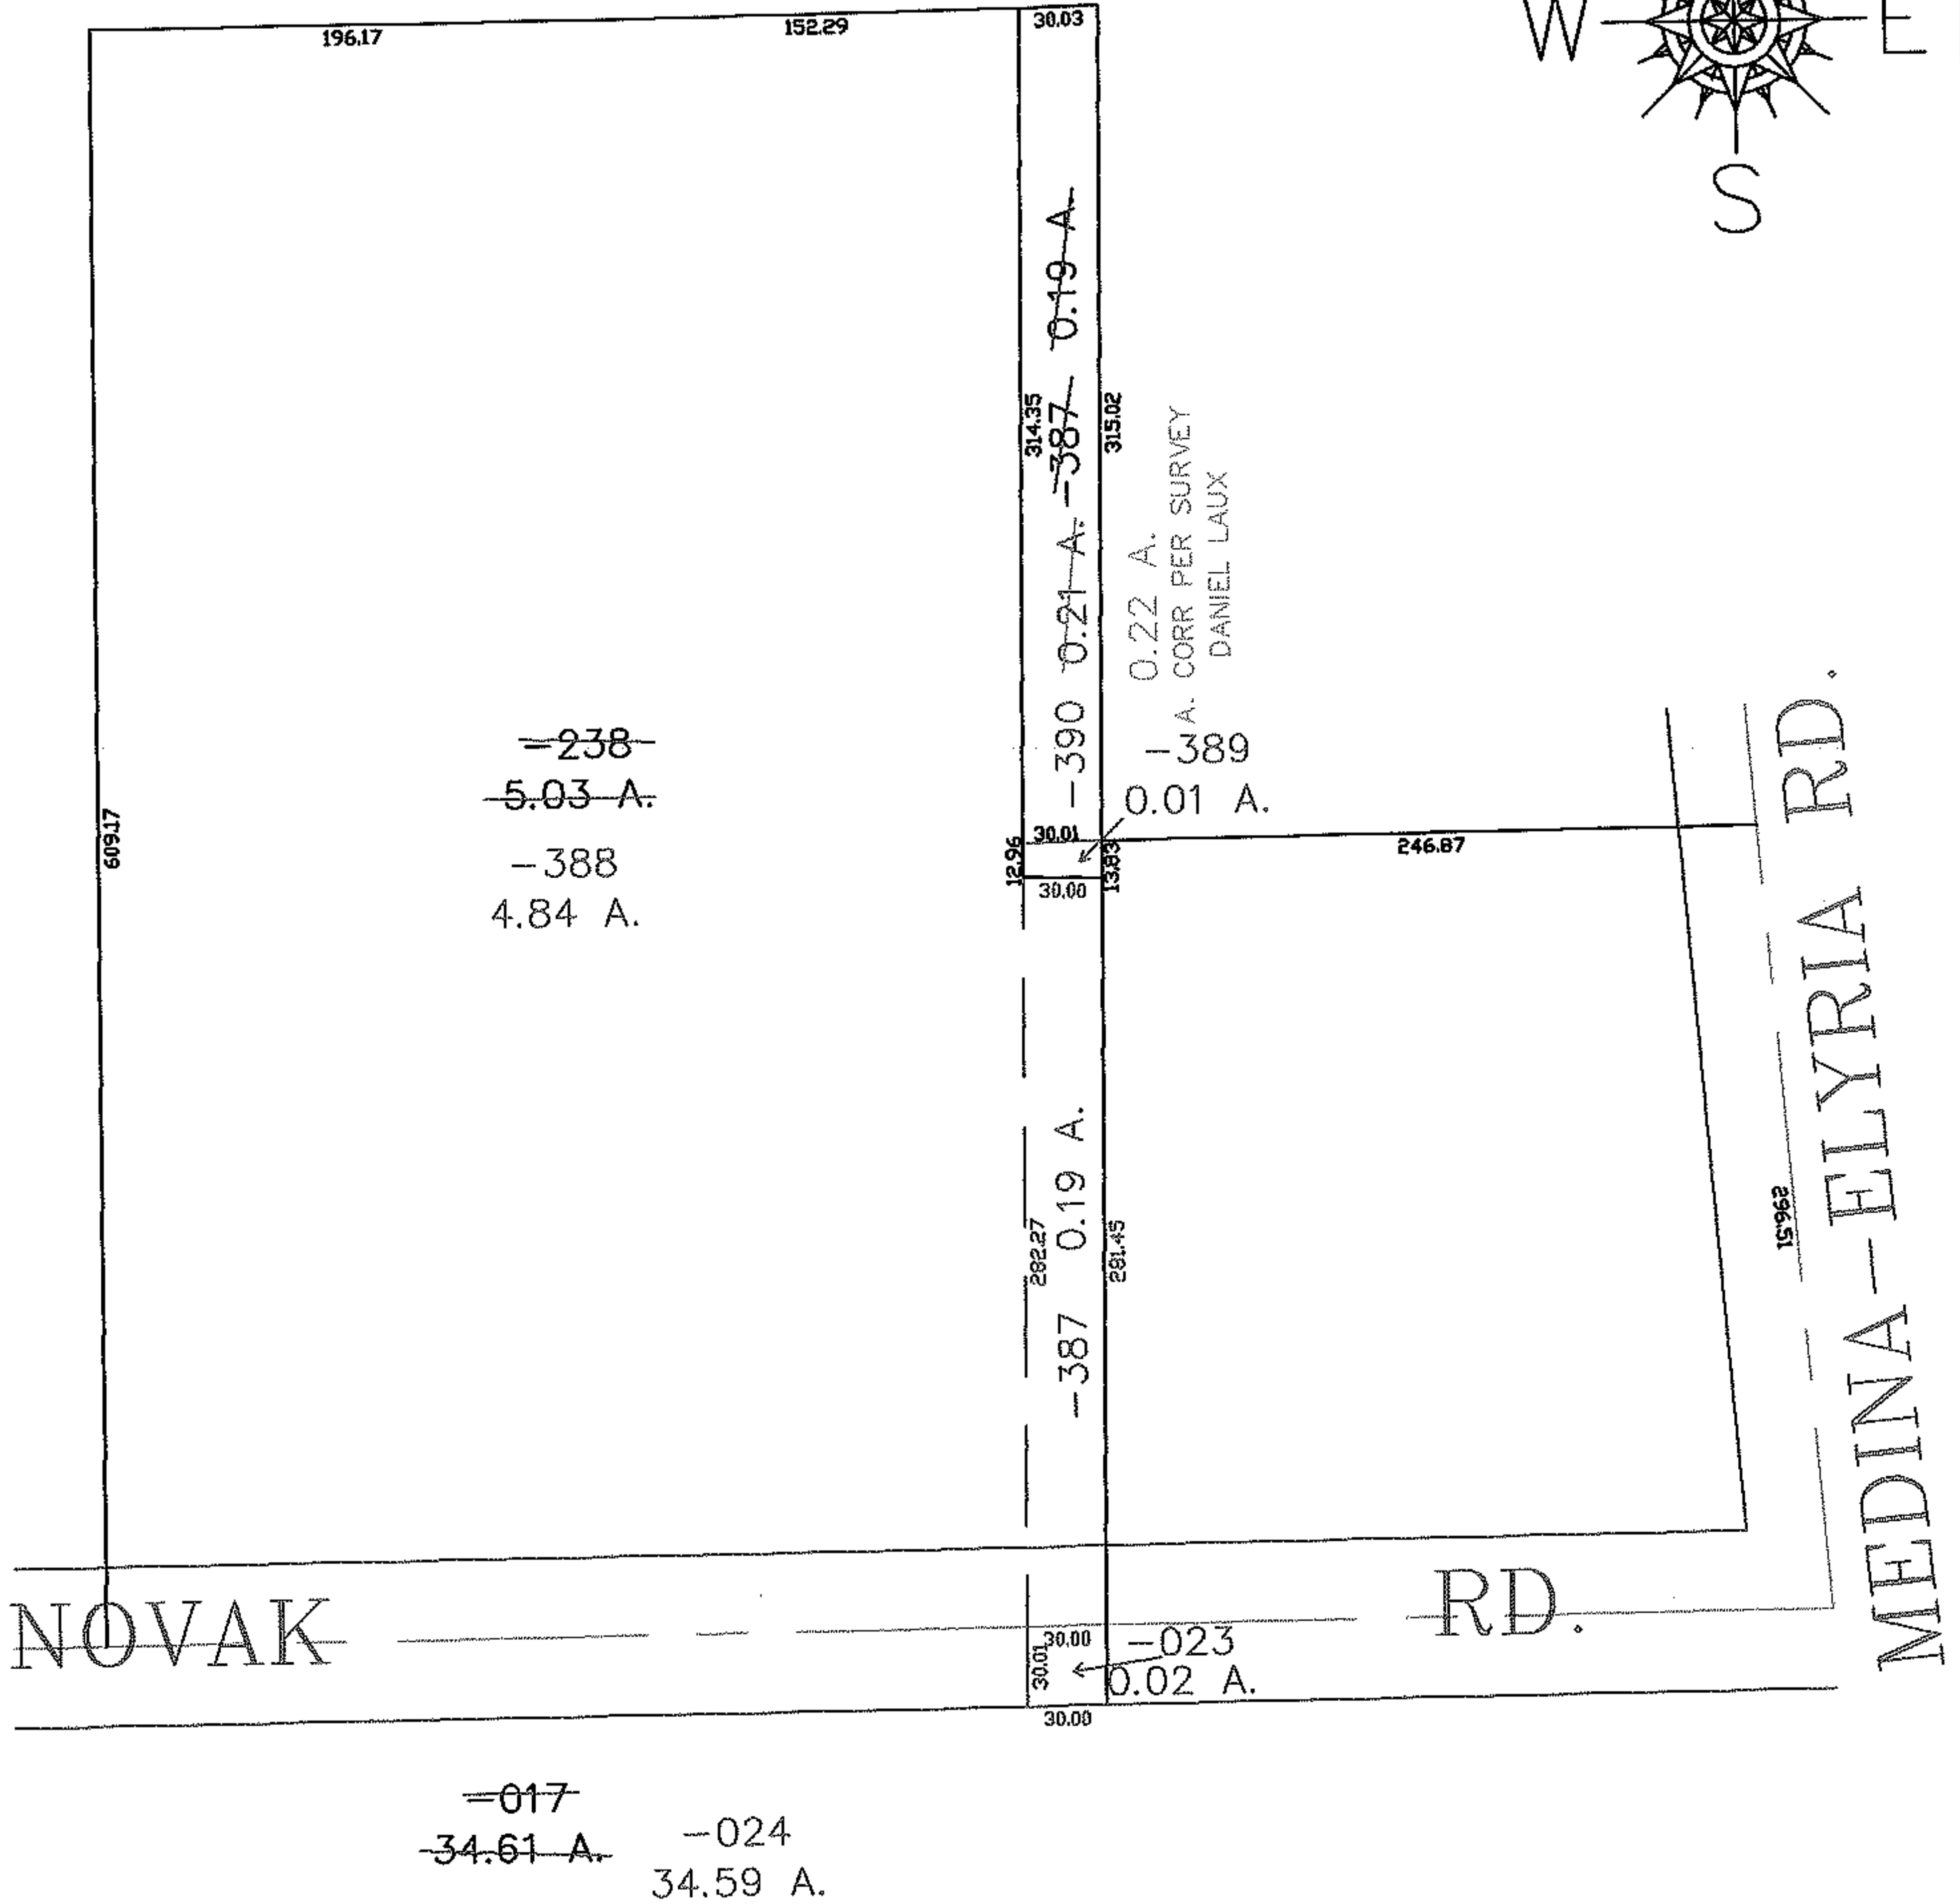 W E
S
196.17
152.29
30.03
-387 0.19 A.
314.35
315.02
-390 0.21 A.
0.22 A.
A. CORR PER SURVEY
DANIEL LAUX
-238
5.03 A.
-388
4.84 A.
609.17
-389
0.01 A.
30.01
12.96
13.83
30.00
246.87
-387 0.19 A.
282.27
281.45
296.51
MEDINA-ELYRIA RD.
NOVAK RD.
30.00
30.01
-023
0.02 A.
30.00
-017
34.61 A.
-024
34.59 A.